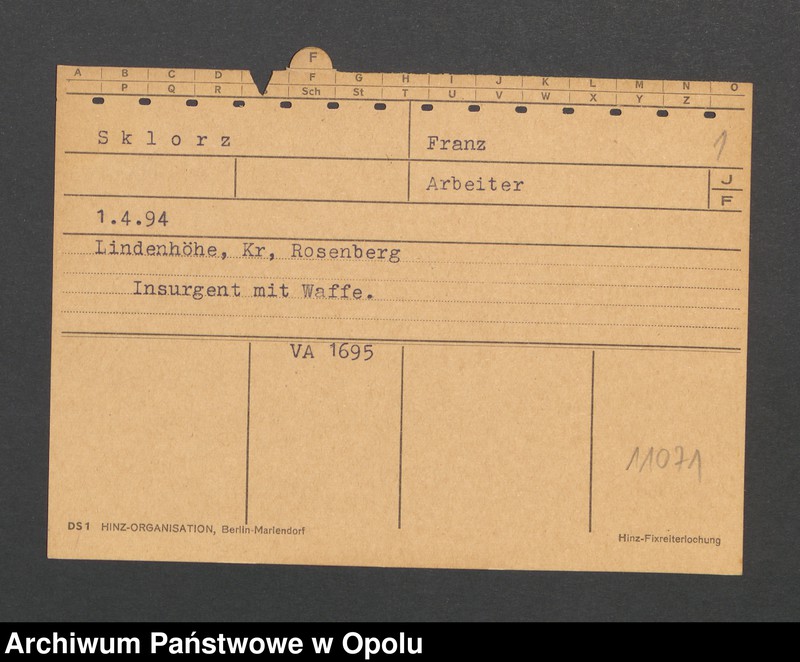 F
A B C D F G H I J K L M N O
P Q R Sch St T U V W X Y Z
Sklorz Franz 1
Arbeiter J
F
1.4.94
Lindenhöhe, Kr, Rosenberg
Insurgent mit Waffe.
VA 1695
11071
DS1 HINZ-ORGANISATION, Berlin-Mariendorf
Hinz-Fixreiterlochung
Archiwum Państwowe w Opolu